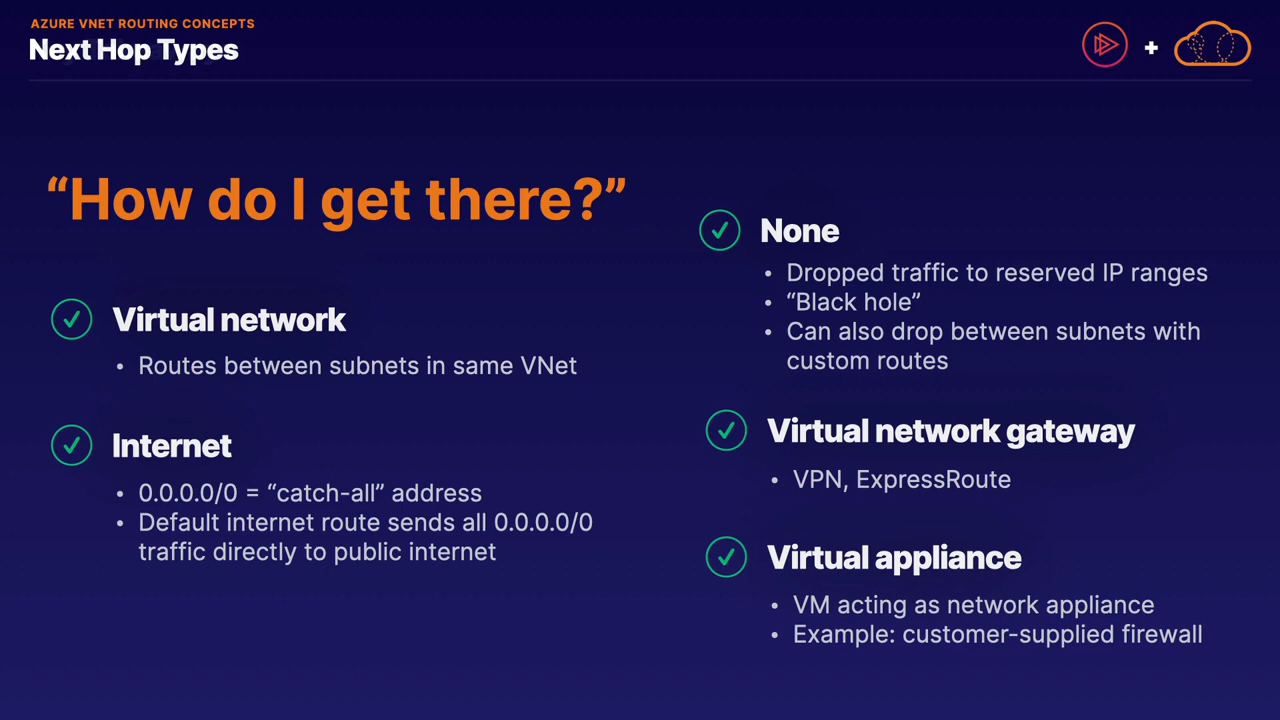 AZURE VNET ROUTING CONCEPTS
Next Hop Types
+
“How do I get there?”
Virtual network
• Routes between subnets in same VNet
Internet
• 0.0.0.0/0 = “catch-all” address
• Default internet route sends all 0.0.0.0/0
traffic directly to public internet
None
• Dropped traffic to reserved IP ranges
• “Black hole”
• Can also drop between subnets with
custom routes
Virtual network gateway
• VPN, ExpressRoute
Virtual appliance
• VM acting as network appliance
• Example: customer-supplied firewall